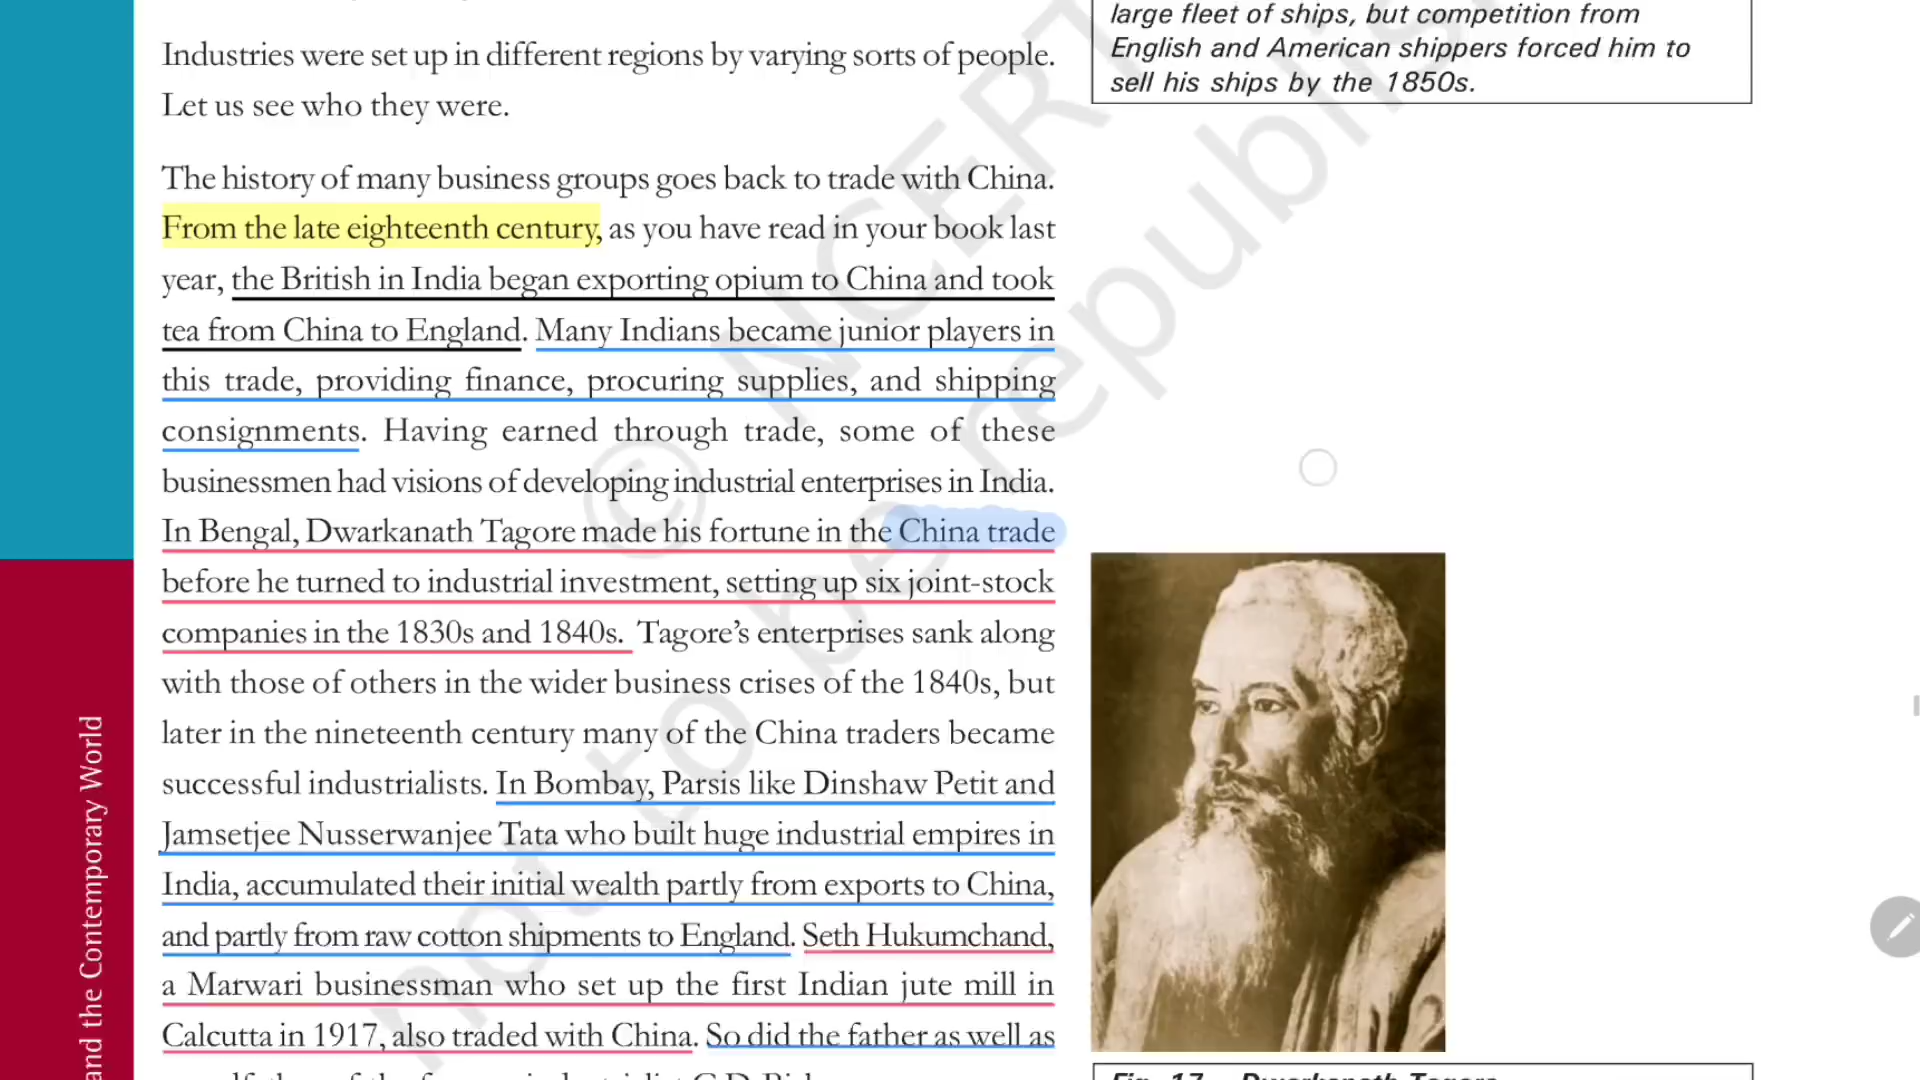 large fleet of ships, but competition from
English and American shippers forced him to
sell his ships by the 1850s.
Industries were set up in different regions by varying sorts of people.
Let us see who they were.
The history of many business groups goes back to trade with China.
From the late eighteenth century, as you have read in your book last
year, the British in India began exporting opium to China and took
tea from China to England. Many Indians became junior players in
this trade, providing finance, procuring supplies, and shipping
consignments. Having earned through trade, some of these
businessmen had visions of developing industrial enterprises in India.
In Bengal, Dwarkanath Tagore made his fortune in the China trade
before he turned to industrial investment, setting up six joint-stock
companies in the 1830s and 1840s. Tagore’s enterprises sank along
with those of others in the wider business crises of the 1840s, but
later in the nineteenth century many of the China traders became
successful industrialists. In Bombay, Parsis like Dinshaw Petit and
Jamsetjee Nusserwanjee Tata who built huge industrial empires in
India, accumulated their initial wealth partly from exports to China,
and partly from raw cotton shipments to England. Seth Hukumchand,
a Marwari businessman who set up the first Indian jute mill in
Calcutta in 1917, also traded with China. So did the father as well as
Fig. 17 – Dwarkanath Tagore
and the Contemporary World
© NCERT
not to be republis